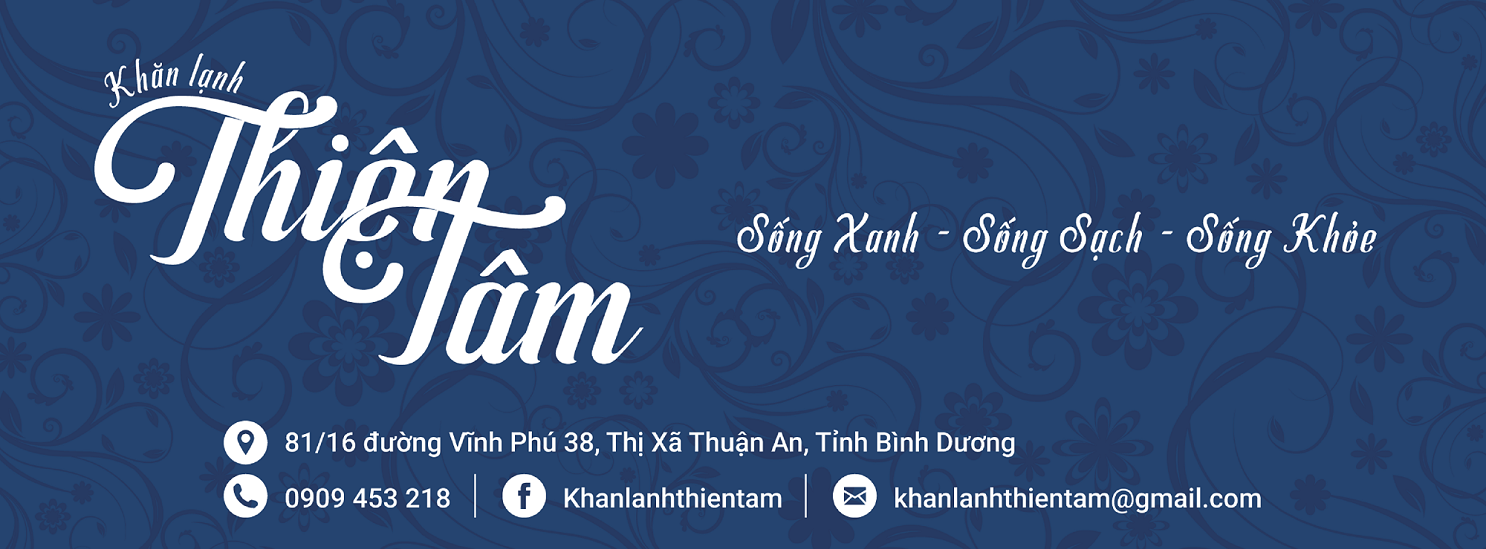 Khăn lạnh
Thiện
Tâm
Sống Xanh - Sống Sạch - Sống Khỏe
81/16 đường Vĩnh Phú 38, Thị Xã Thuận An, Tỉnh Bình Dương
0909 453 218 | Khanlanhthientam | khanlanhthientam@gmail.com